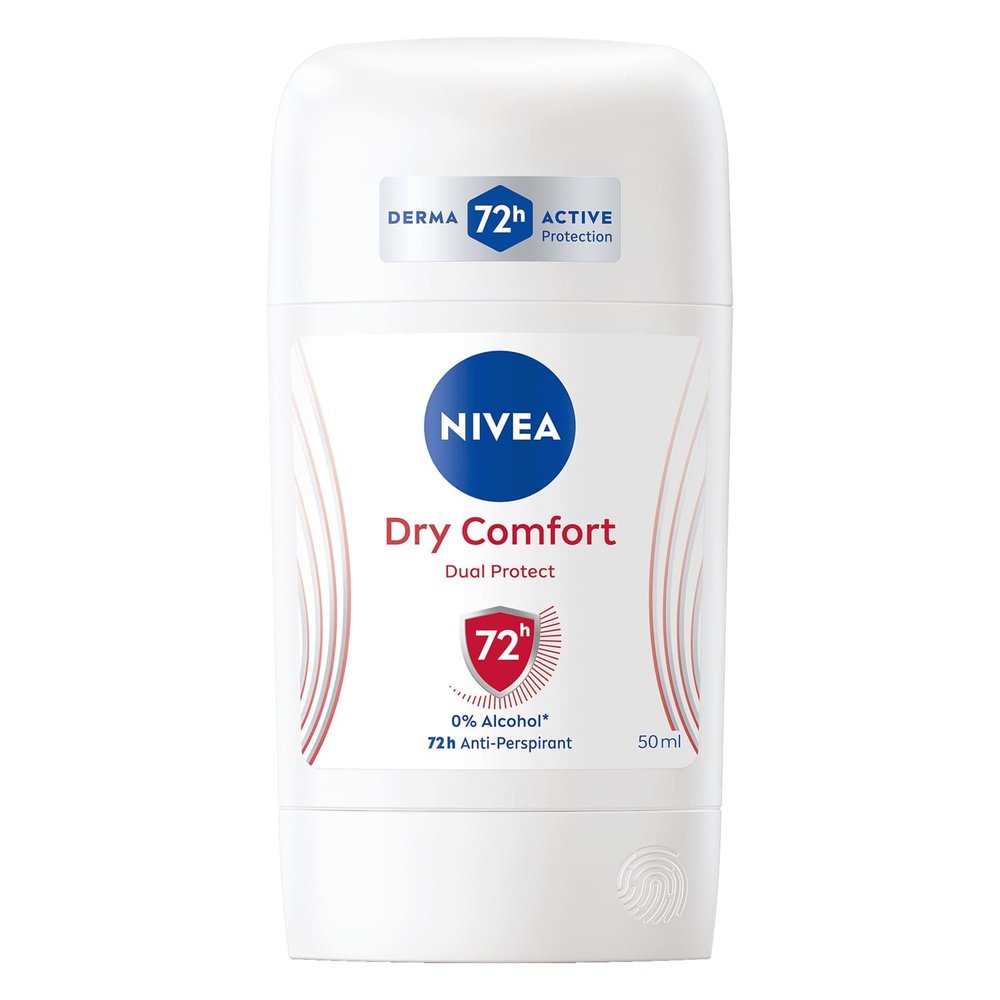 DERMA 72h ACTIVE
Protection
NIVEA
Dry Comfort
Dual Protect
72h
0% Alcohol*
72h Anti-Perspirant
50ml